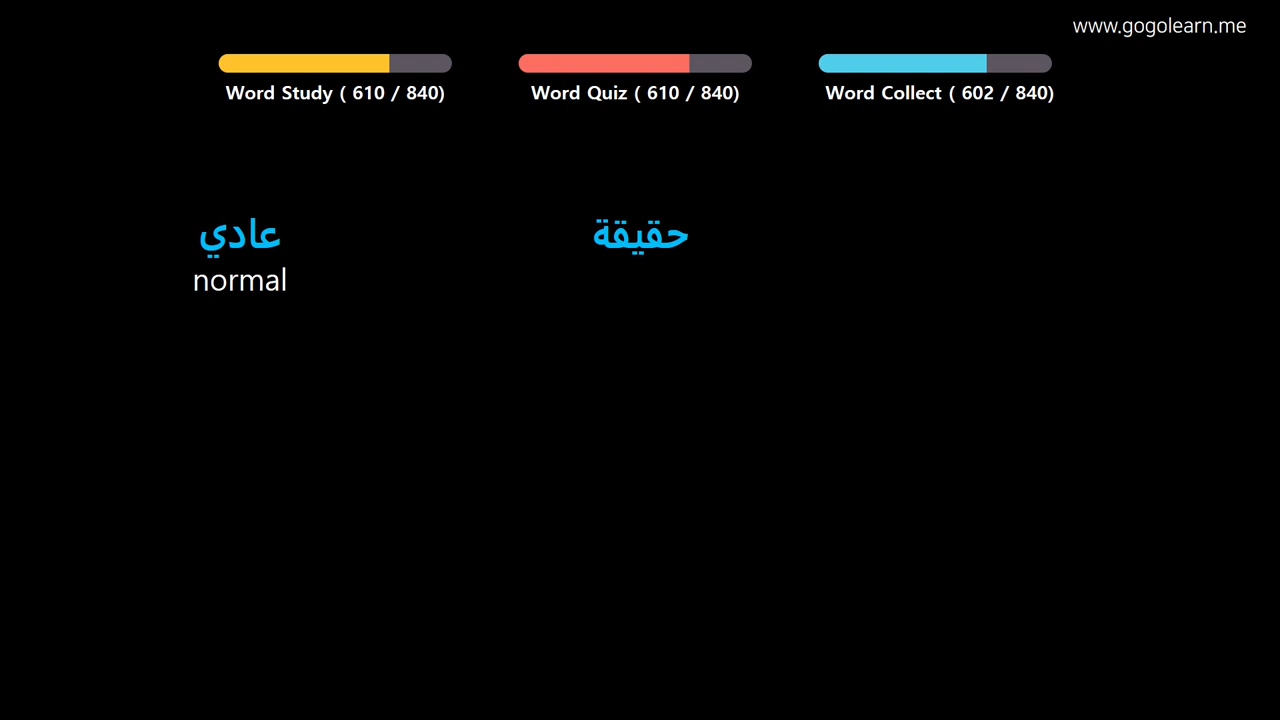 www.gogolearn.me
Word Study ( 610 / 840)
Word Quiz ( 610 / 840)
Word Collect ( 602 / 840)
عادي
normal
حقيقة